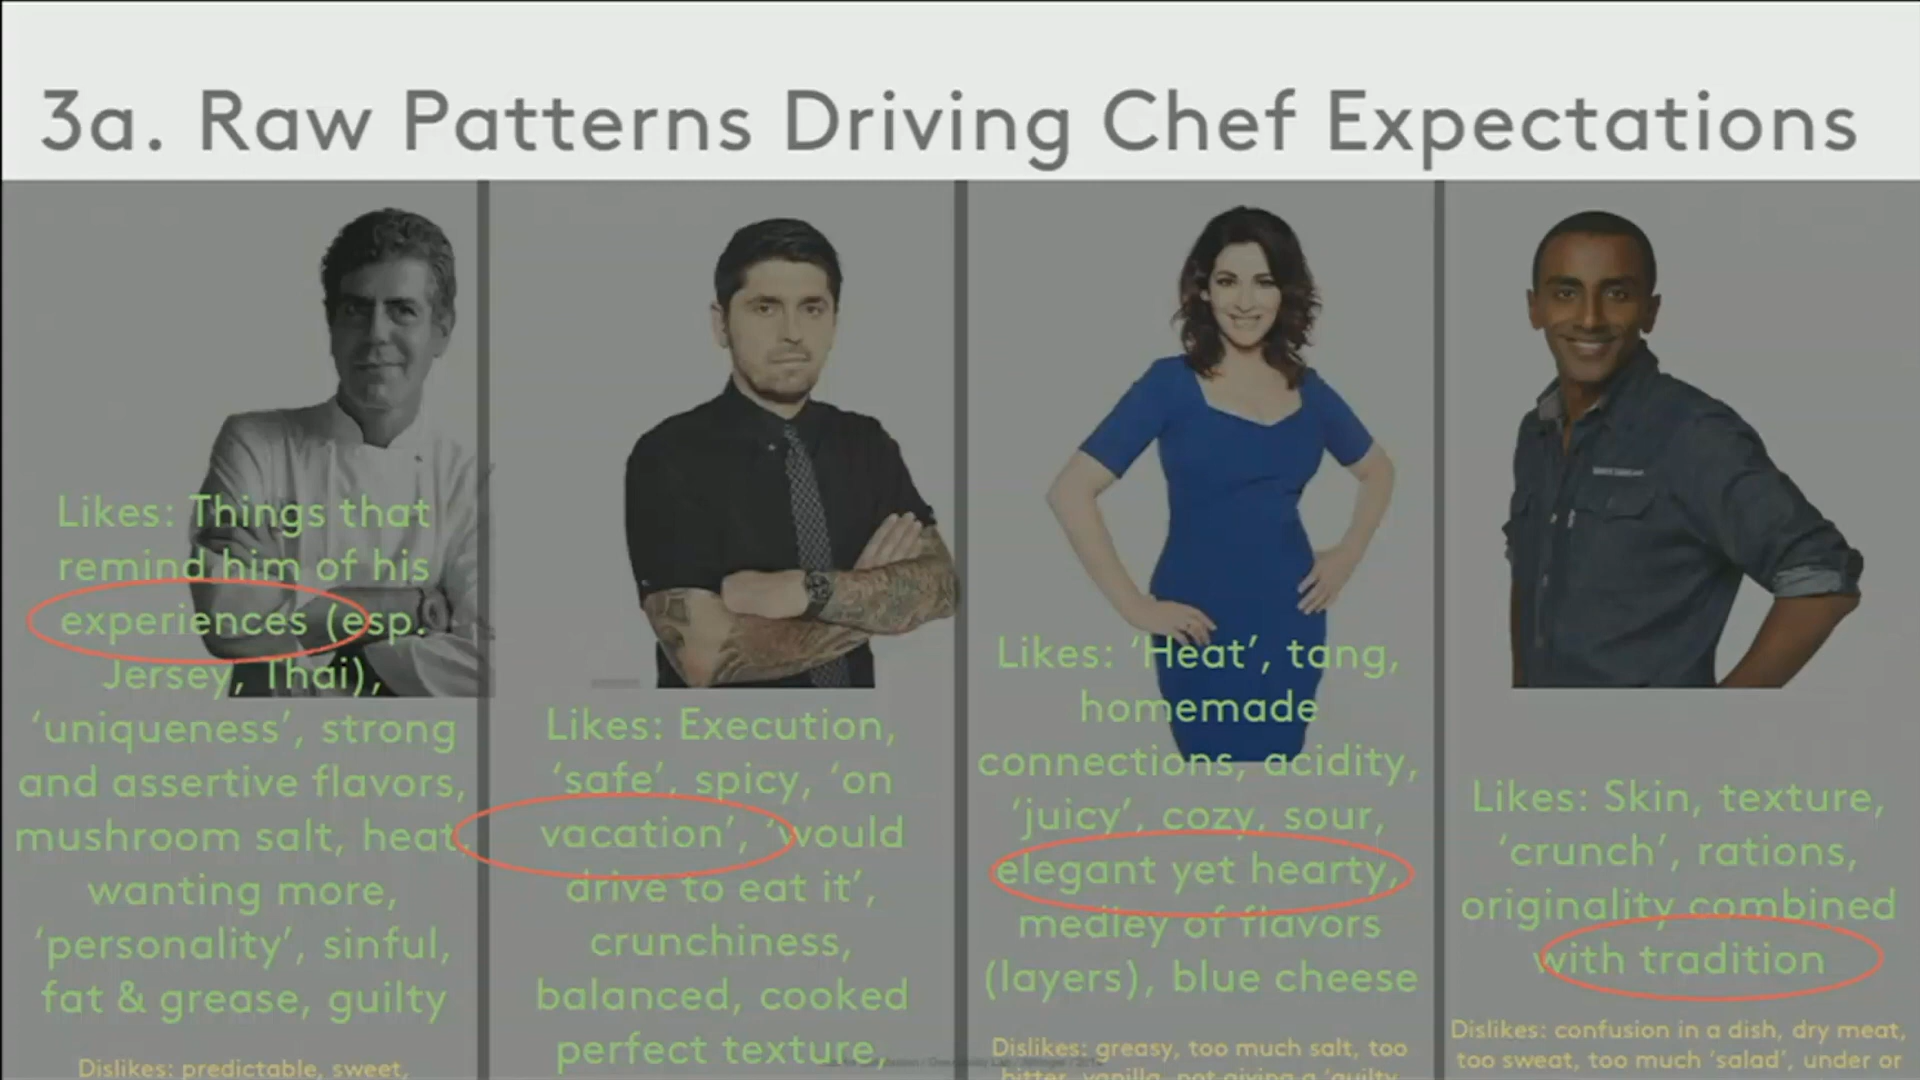 3a. Raw Patterns Driving Chef Expectations
Likes: Things that
remind him of his
experiences (esp.
Jersey, Thai),
‘uniqueness’, strong
and assertive flavors,
mushroom salt, heat,
wanting more,
‘personality’, sinful,
fat & grease, guilty
Dislikes: predictable, sweet,
Likes: Execution,
‘safe’, spicy, ‘on
vacation’, ‘would
drive to eat it’,
crunchiness,
balanced, cooked
perfect texture,
Likes: ‘Heat’, tang,
homemade
connections, acidity,
‘juicy’, cozy, sour,
elegant yet hearty,
medley of flavors
(layers), blue cheese
Dislikes: greasy, too much salt, too
bitter, vanilla, not giving a ‘guilty
Likes: Skin, texture,
‘crunch’, rations,
originality combined
with tradition
Dislikes: confusion in a dish, dry meat,
too sweat, too much ‘salad’, under or